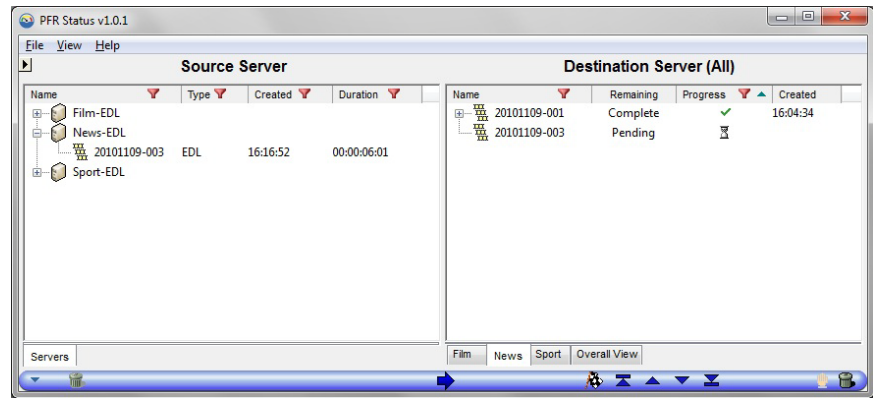 PFR Status v1.0.1
File View Help
Source Server
Destination Server (All)
Name Type Created Duration
Film-EDL
News-EDL
20101109-003 EDL 16:16:52 00:00:06:01
Sport-EDL
Servers
Name Remaining Progress Created
20101109-001 Complete 16:04:34
20101109-003 Pending
Film News Sport Overall View